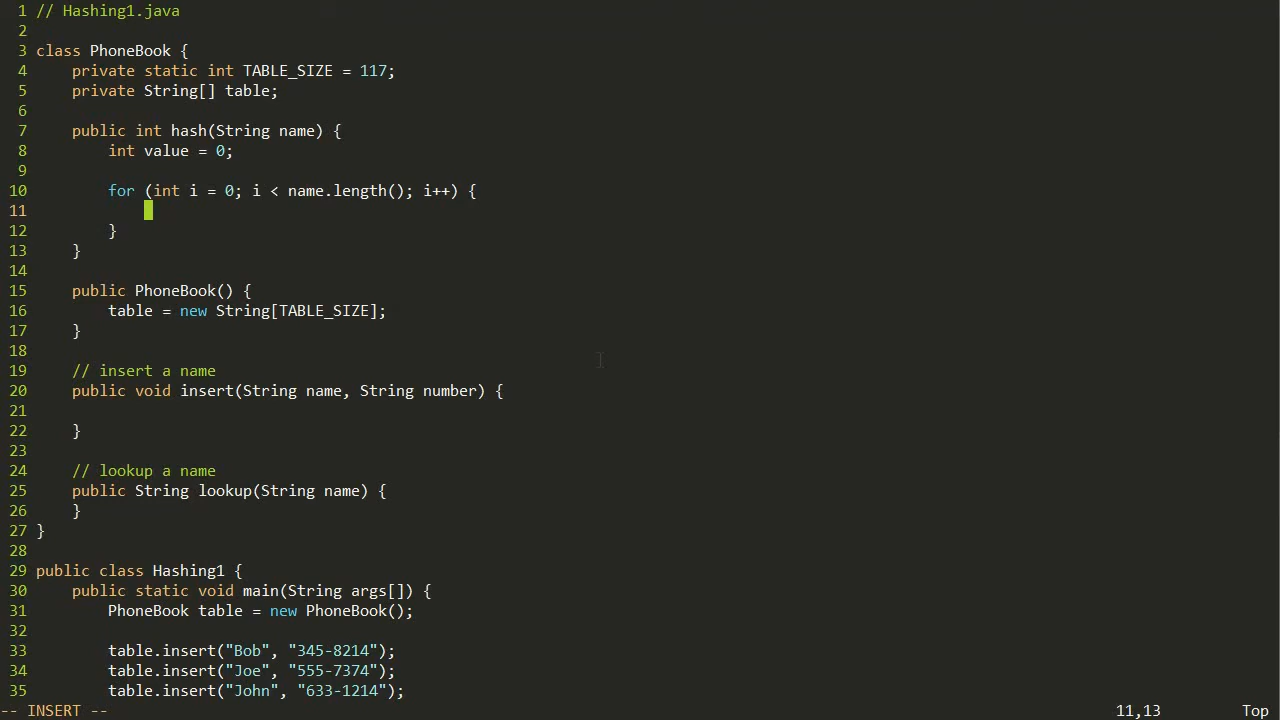 1 // Hashing1.java
2
3 class PhoneBook {
4     private static int TABLE_SIZE = 117;
5     private String[] table;
6
7     public int hash(String name) {
8         int value = 0;
9
10         for (int i = 0; i < name.length(); i++) {
11
12         }
13     }
14
15     public PhoneBook() {
16         table = new String[TABLE_SIZE];
17     }
18
19     // insert a name
20     public void insert(String name, String number) {
21
22     }
23
24     // lookup a name
25     public String lookup(String name) {
26     }
27 }
28
29 public class Hashing1 {
30     public static void main(String args[]) {
31         PhoneBook table = new PhoneBook();
32
33         table.insert("Bob", "345-8214");
34         table.insert("Joe", "555-7374");
35         table.insert("John", "633-1214");
-- INSERT -- 11,13 Top